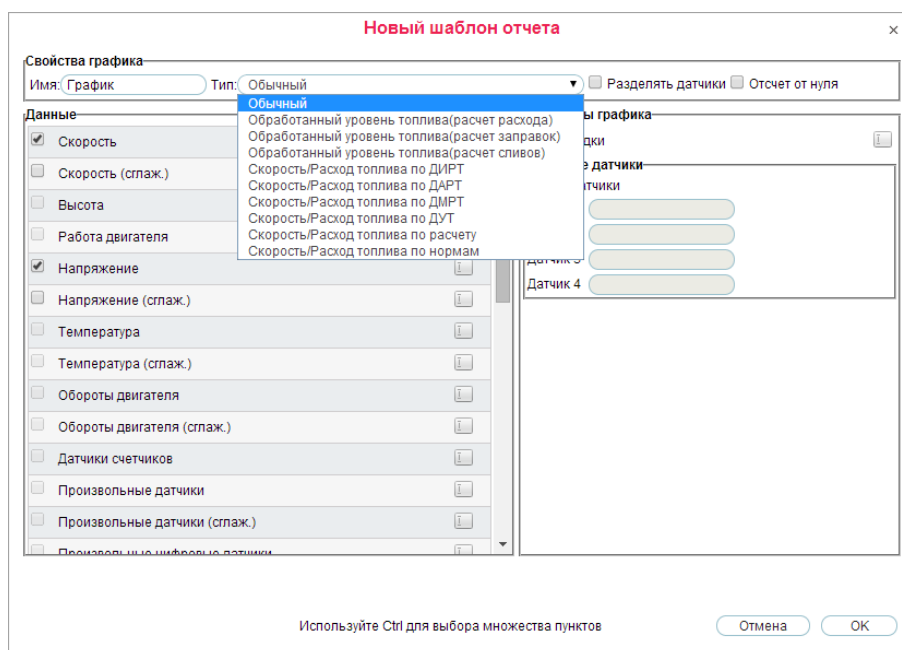 Новый шаблон отчета
×
Свойства графика
Имя: График Тип: Обычный Разделять датчики Отсчет от нуля
Обычный
Обработанный уровень топлива(расчет расхода)
Обработанный уровень топлива(расчет заправок)
Обработанный уровень топлива(расчет сливов)
Скорость/Расход топлива по ДИРТ
Скорость/Расход топлива по ДАРТ
Скорость/Расход топлива по ДМРТ
Скорость/Расход топлива по ДУТ
Скорость/Расход топлива по расчету
Скорость/Расход топлива по нормам
Данные
Скорость
Скорость (сглаж.)
Высота
Работа двигателя
Напряжение
Напряжение (сглаж.)
Температура
Температура (сглаж.)
Обороты двигателя
Обороты двигателя (сглаж.)
Датчики счетчиков
Произвольные датчики
Произвольные датчики (сглаж.)
Произвольные цифровые датчики
графика
датчики
Датчик 4
Используйте Ctrl для выбора множества пунктов
Отмена OK